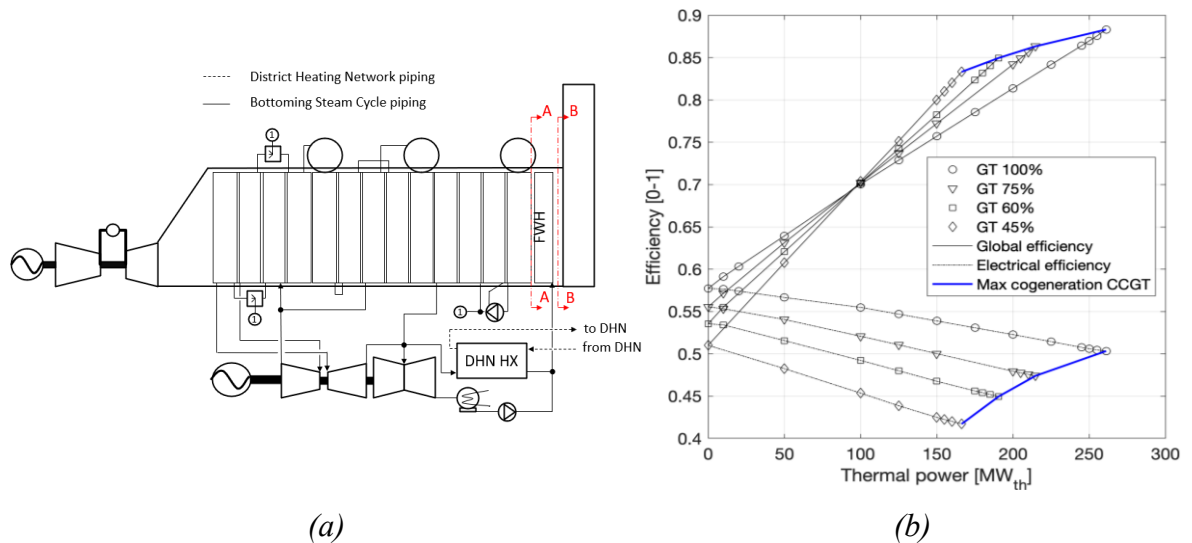 District Heating Network piping
Bottoming Steam Cycle piping
A
B
1
FWH
A
B
1
1
to DHN
from DHN
DHN HX
(a)
0.9
0.85
0.8
0.75
0.7
0.65
0.6
0.55
0.5
0.45
0.4
Efficiency [0-1]
GT 100%
GT 75%
GT 60%
GT 45%
Global efficiency
Electrical efficiency
Max cogeneration CCGT
0 50 100 150 200 250 300
Thermal power [MWth]
(b)